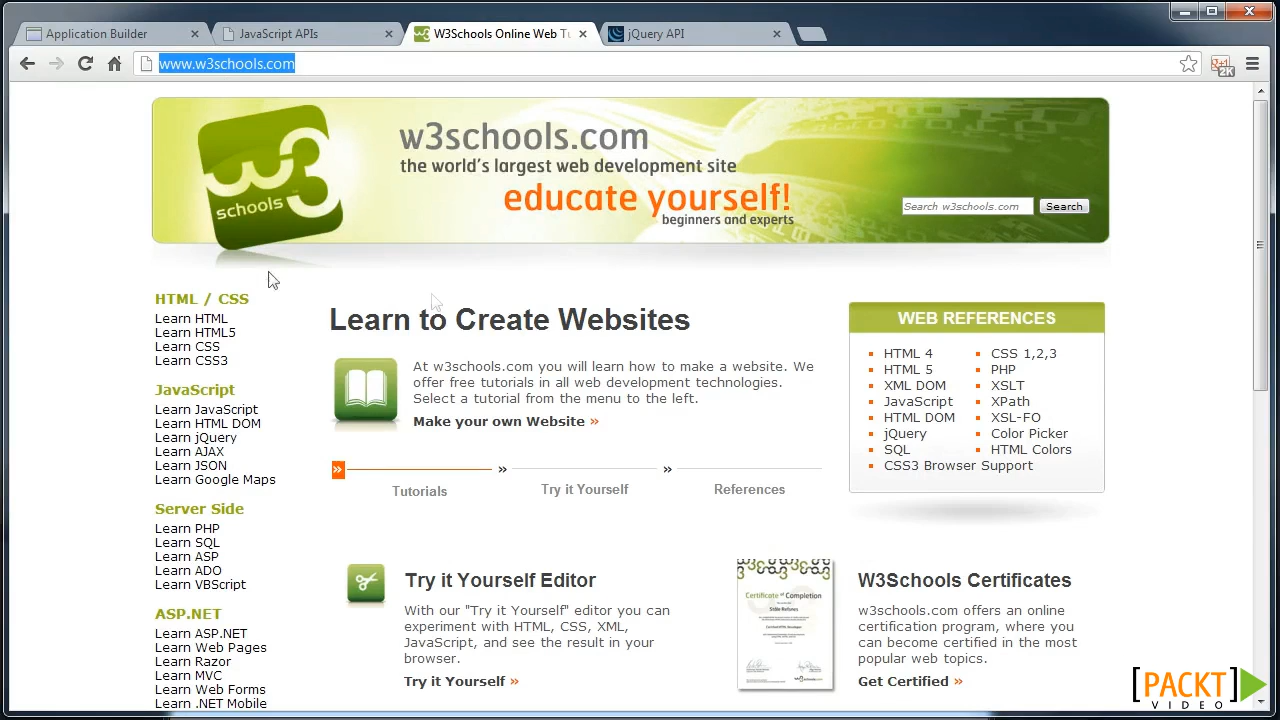 Application Builder
JavaScript APIs
W3Schools Online Web Tu
jQuery API
www.w3schools.com
2K
w3
schools
w3schools.com
the world's largest web development site
educate yourself!
beginners and experts
Search w3schools.com
Search
HTML / CSS
Learn HTML
Learn HTML5
Learn CSS
Learn CSS3
JavaScript
Learn JavaScript
Learn HTML DOM
Learn jQuery
Learn AJAX
Learn JSON
Learn Google Maps
Server Side
Learn PHP
Learn SQL
Learn ASP
Learn ADO
Learn VBScript
ASP.NET
Learn ASP.NET
Learn Web Pages
Learn Razor
Learn MVC
Learn Web Forms
Learn .NET Mobile
Learn to Create Websites
At w3schools.com you will learn how to make a website. We
offer free tutorials in all web development technologies.
Select a tutorial from the menu to the left.
Make your own Website »
» » »
Tutorials
Try it Yourself
References
WEB REFERENCES
HTML 4
HTML 5
XML DOM
JavaScript
HTML DOM
jQuery
SQL
CSS3 Browser Support
CSS 1,2,3
PHP
XSLT
XPath
XSL-FO
Color Picker
HTML Colors
Try it Yourself Editor
With our "Try it Yourself" editor you can
experiment with HTML, CSS, XML,
JavaScript, and see the result in your
browser.
Try it Yourself »
Certificate of Completion
W3Schools Certificates
w3schools.com offers an online
certification program, where you
can become certified in the most
popular web topics.
Get Certified »
[PACKT]
VIDEO